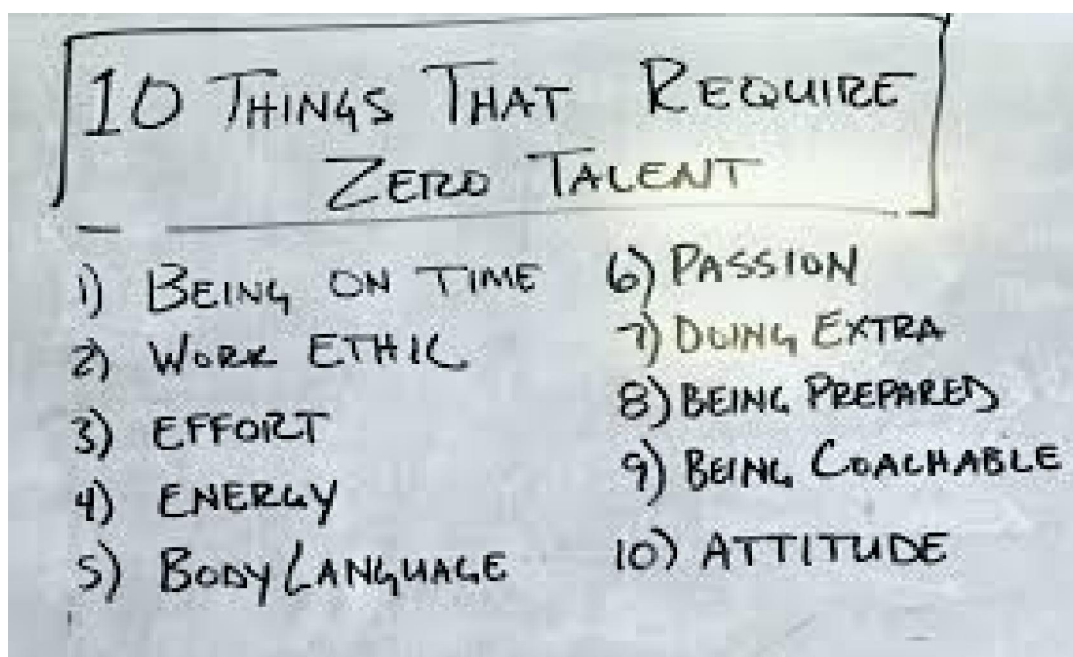 10 THINGS THAT REQUIRE
ZERO TALENT
1) BEING ON TIME
2) WORK ETHIC
3) EFFORT
4) ENERGY
5) BODY LANGUAGE
6) PASSION
7) DOING EXTRA
8) BEING PREPARED
9) BEING COACHABLE
10) ATTITUDE